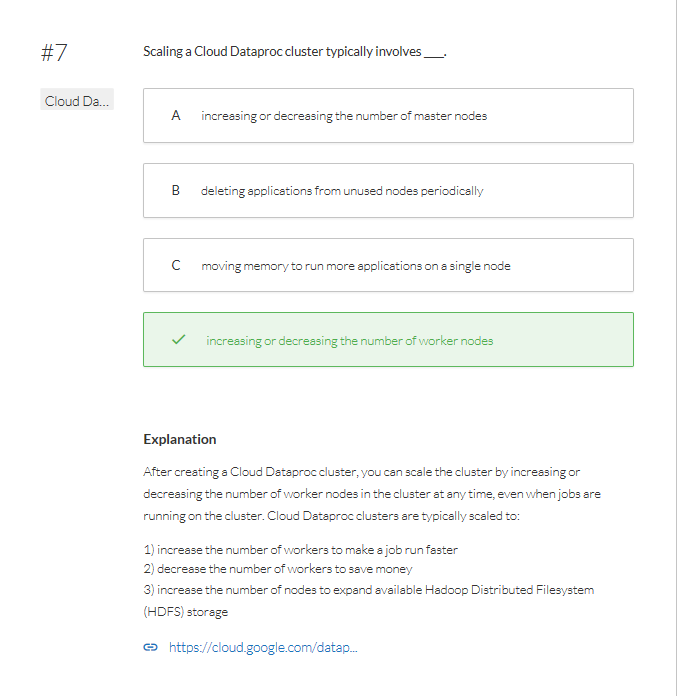 #7
Scaling a Cloud Dataproc cluster typically involves ___.
Cloud Da...
A increasing or decreasing the number of master nodes
B deleting applications from unused nodes periodically
C moving memory to run more applications on a single node
✓ increasing or decreasing the number of worker nodes
Explanation
After creating a Cloud Dataproc cluster, you can scale the cluster by increasing or
decreasing the number of worker nodes in the cluster at any time, even when jobs are
running on the cluster. Cloud Dataproc clusters are typically scaled to:
1) increase the number of workers to make a job run faster
2) decrease the number of workers to save money
3) increase the number of nodes to expand available Hadoop Distributed Filesystem
(HDFS) storage
https://cloud.google.com/datap...